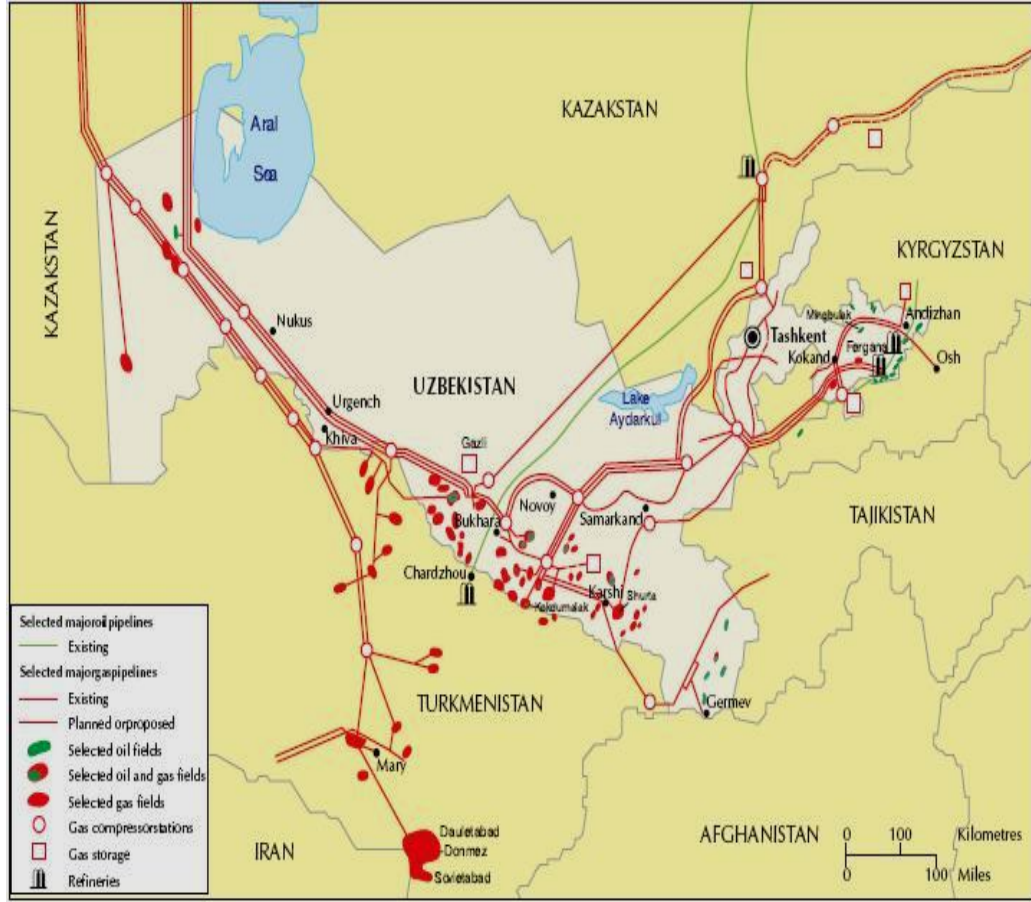 KAZAKSTAN
Aral
Sea
KAZAKSTAN
KYRGYZSTAN
Mingbulak
Andizhan
Tashkent
Fergana
Kokand
Osh
Nukus
UZBEKISTAN
Lake
Aydarkul
Urgench
Khiva
Gazli
Novoy
Samarkand
Bukhara
TAJIKISTAN
Chardzhou
Karshi
Shurta
Kokdumalak
Selected majoroilpipelines
Existing
Selected majorgaspipelines
Existing
Planned orproposed
Selected oil fields
Selected oil and gas fields
Selected gas fields
Gas compressorstations
Gas storage
Refineries
TURKMENISTAN
Germev
Mary
Dauletabad
-Donmez
Sovietabad
IRAN
AFGHANISTAN
0 100 Kilometres
0 100 Miles